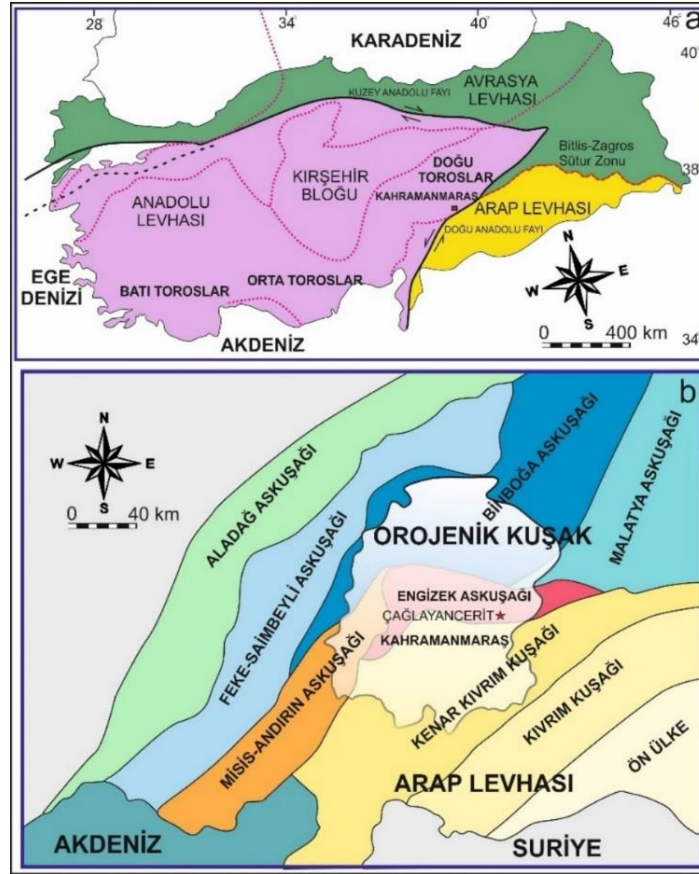 28°
34°
40°
46°
a
40°
KARADENİZ
AVRASYA
LEVHASI
KUZEY ANADOLU FAYI
Bitlis-Zagros
Sütur Zonu
38°
DOĞU
TOROSLAR
KIRŞEHİR
BLOĞU
KAHRAMANMARAŞ
ANADOLU
LEVHASI
ARAP LEVHASI
DOĞU ANADOLU FAYI
EGE
DENİZİ
BATI TOROSLAR
ORTA TOROSLAR
AKDENİZ
N
W
E
S
0
400 km
34°
b
N
W
E
S
0
40 km
ALADAĞ ASKUŞAĞI
FEKE-SAİMBEYLİ ASKUŞAĞI
BİNBOĞA ASKUŞAĞI
MALATYA ASKUŞAĞI
OROJENİK KUŞAK
ENGİZEK ASKUŞAĞI
ÇAĞLAYANCERİT
KAHRAMANMARAŞ
MİSİS-ANDIRIN ASKUŞAĞI
KENAR KIVRIM KUŞAĞI
KIVRIM KUŞAĞI
ÖN ÜLKE
ARAP LEVHASI
AKDENİZ
SURİYE